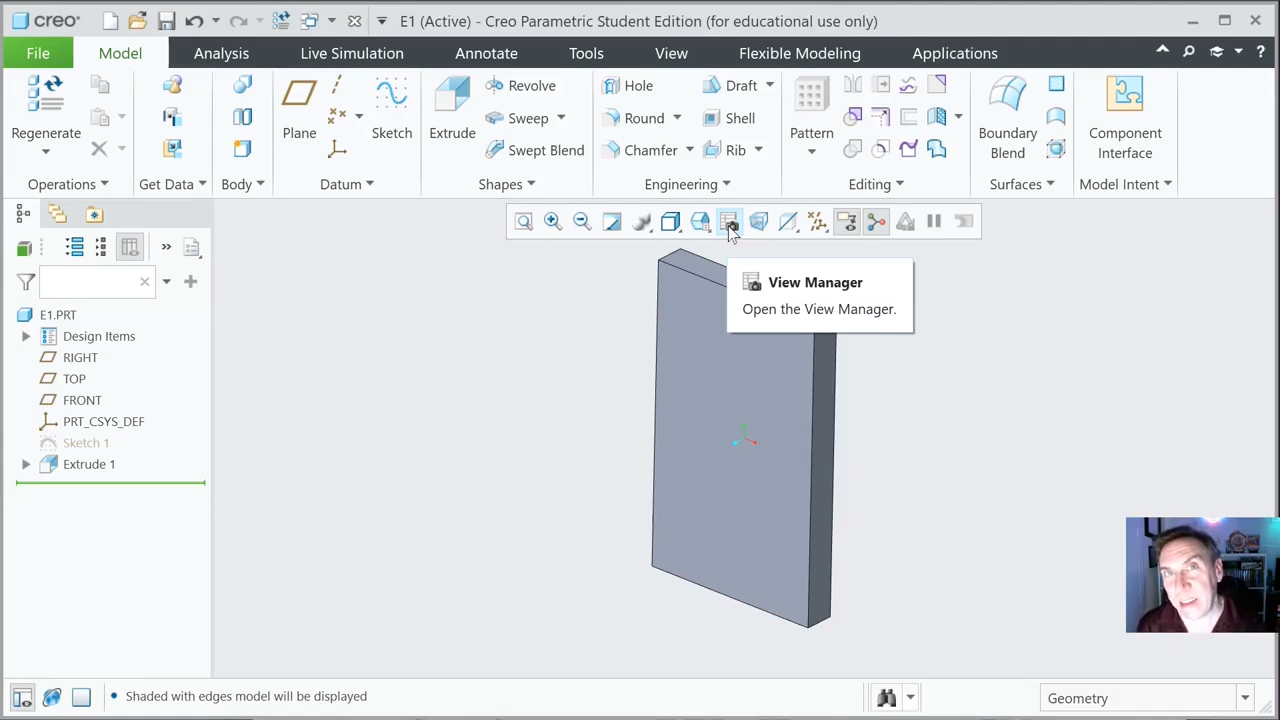 creo
E1 (Active) - Creo Parametric Student Edition (for educational use only)
File
Model
Analysis
Live Simulation
Annotate
Tools
View
Flexible Modeling
Applications
Regenerate
Operations
Get Data
Body
Plane
Sketch
Datum
Extrude
Revolve
Sweep
Swept Blend
Shapes
Hole
Round
Chamfer
Draft
Shell
Rib
Engineering
Pattern
Editing
Boundary
Blend
Surfaces
Component
Interface
Model Intent
View Manager
Open the View Manager.
E1.PRT
Design Items
RIGHT
TOP
FRONT
PRT_CSYS_DEF
Sketch 1
Extrude 1
Shaded with edges model will be displayed
Geometry